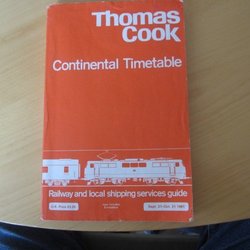 Thomas
Cook
Continental Timetable
Railway and local shipping services guide